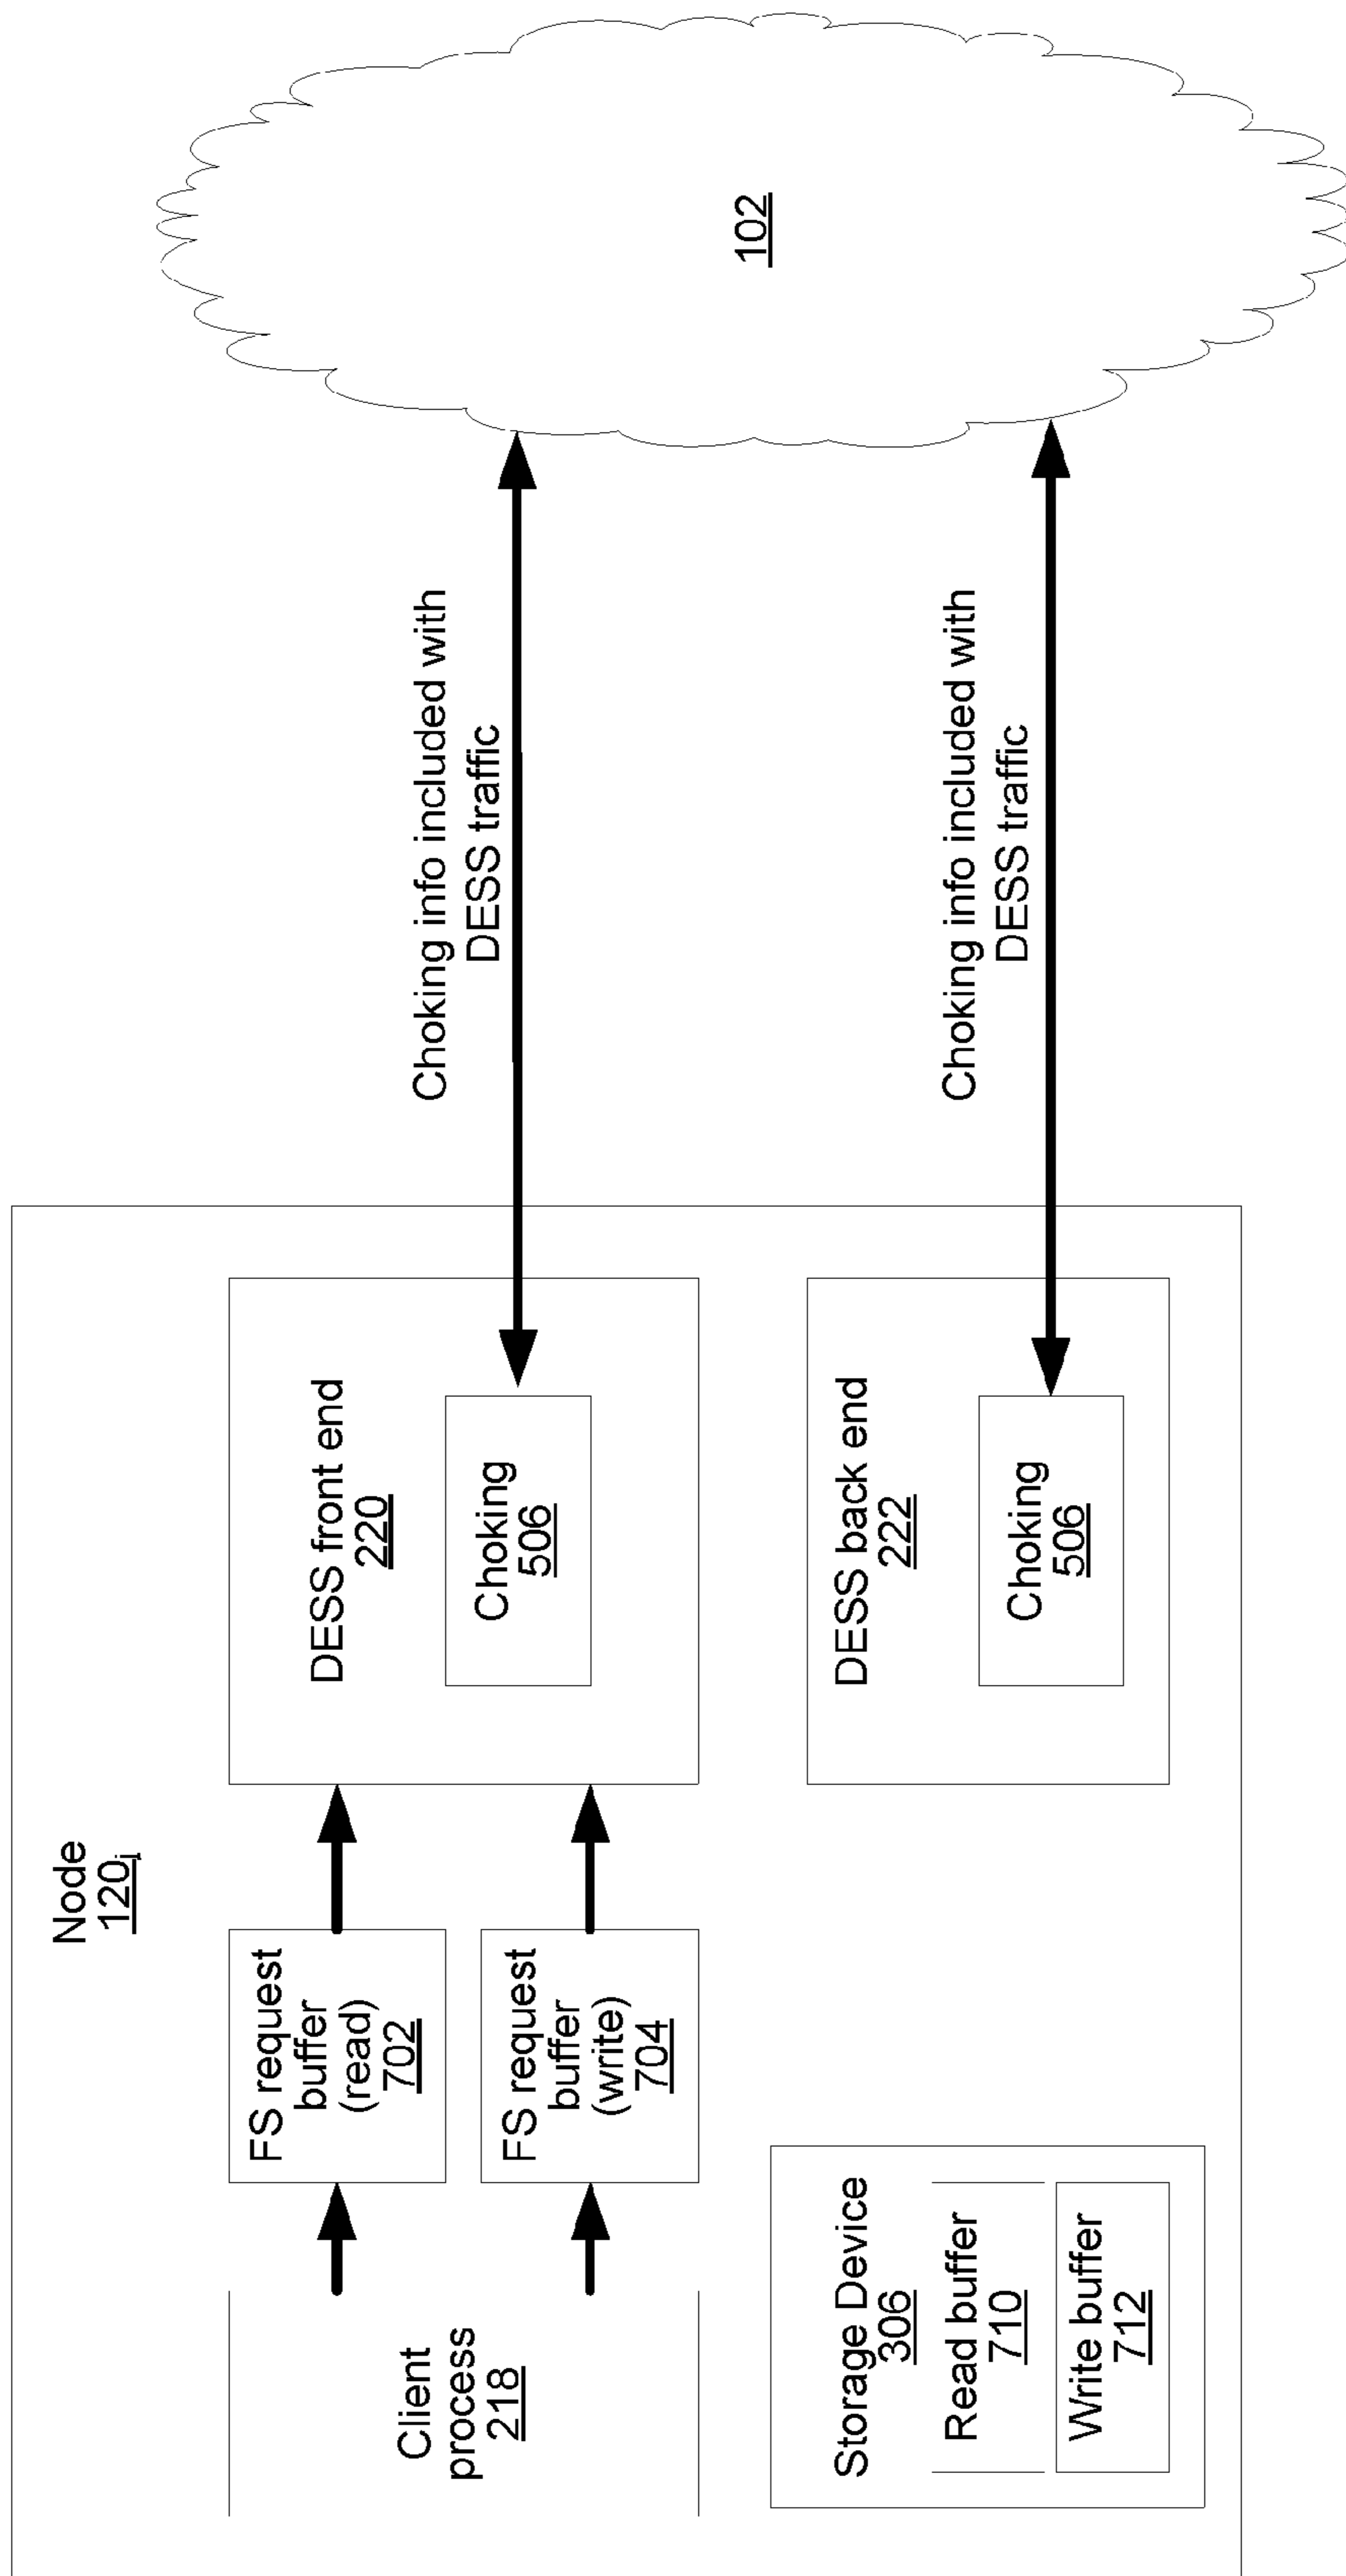 Node
120j
Client
process
218
FS request
buffer
(read)
702
FS request
buffer
(write)
704
DESS front end
220
Choking
506
Choking info included with
DESS traffic
102
Storage Device
306
Read buffer
710
Write buffer
712
DESS back end
222
Choking
506
Choking info included with
DESS traffic